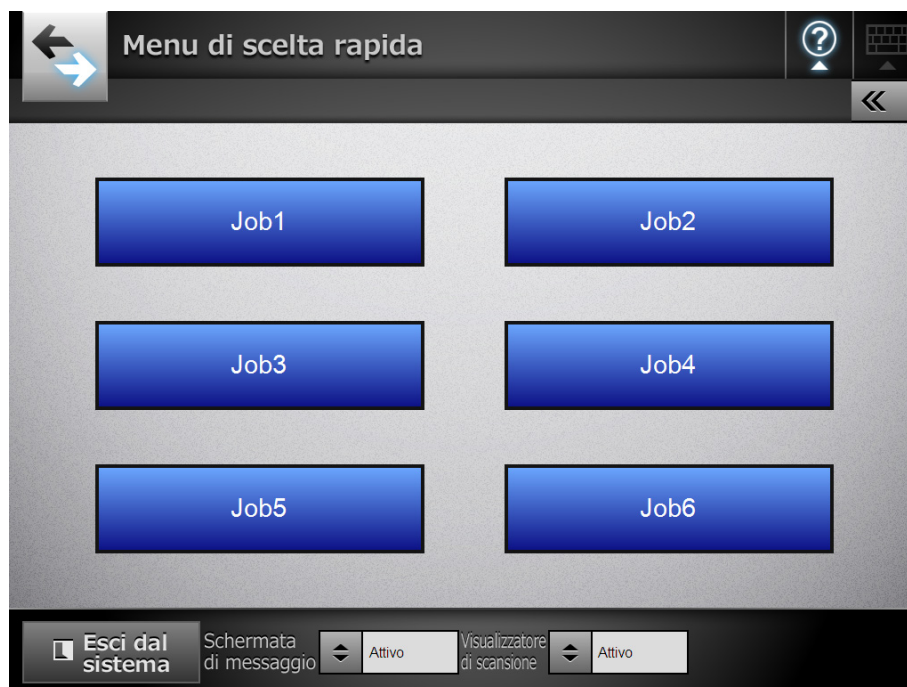 Menu di scelta rapida
Job1
Job2
Job3
Job4
Job5
Job6
Esci dal
sistema
Schermata
di messaggio
Attivo
Visualizzatore
di scansione
Attivo